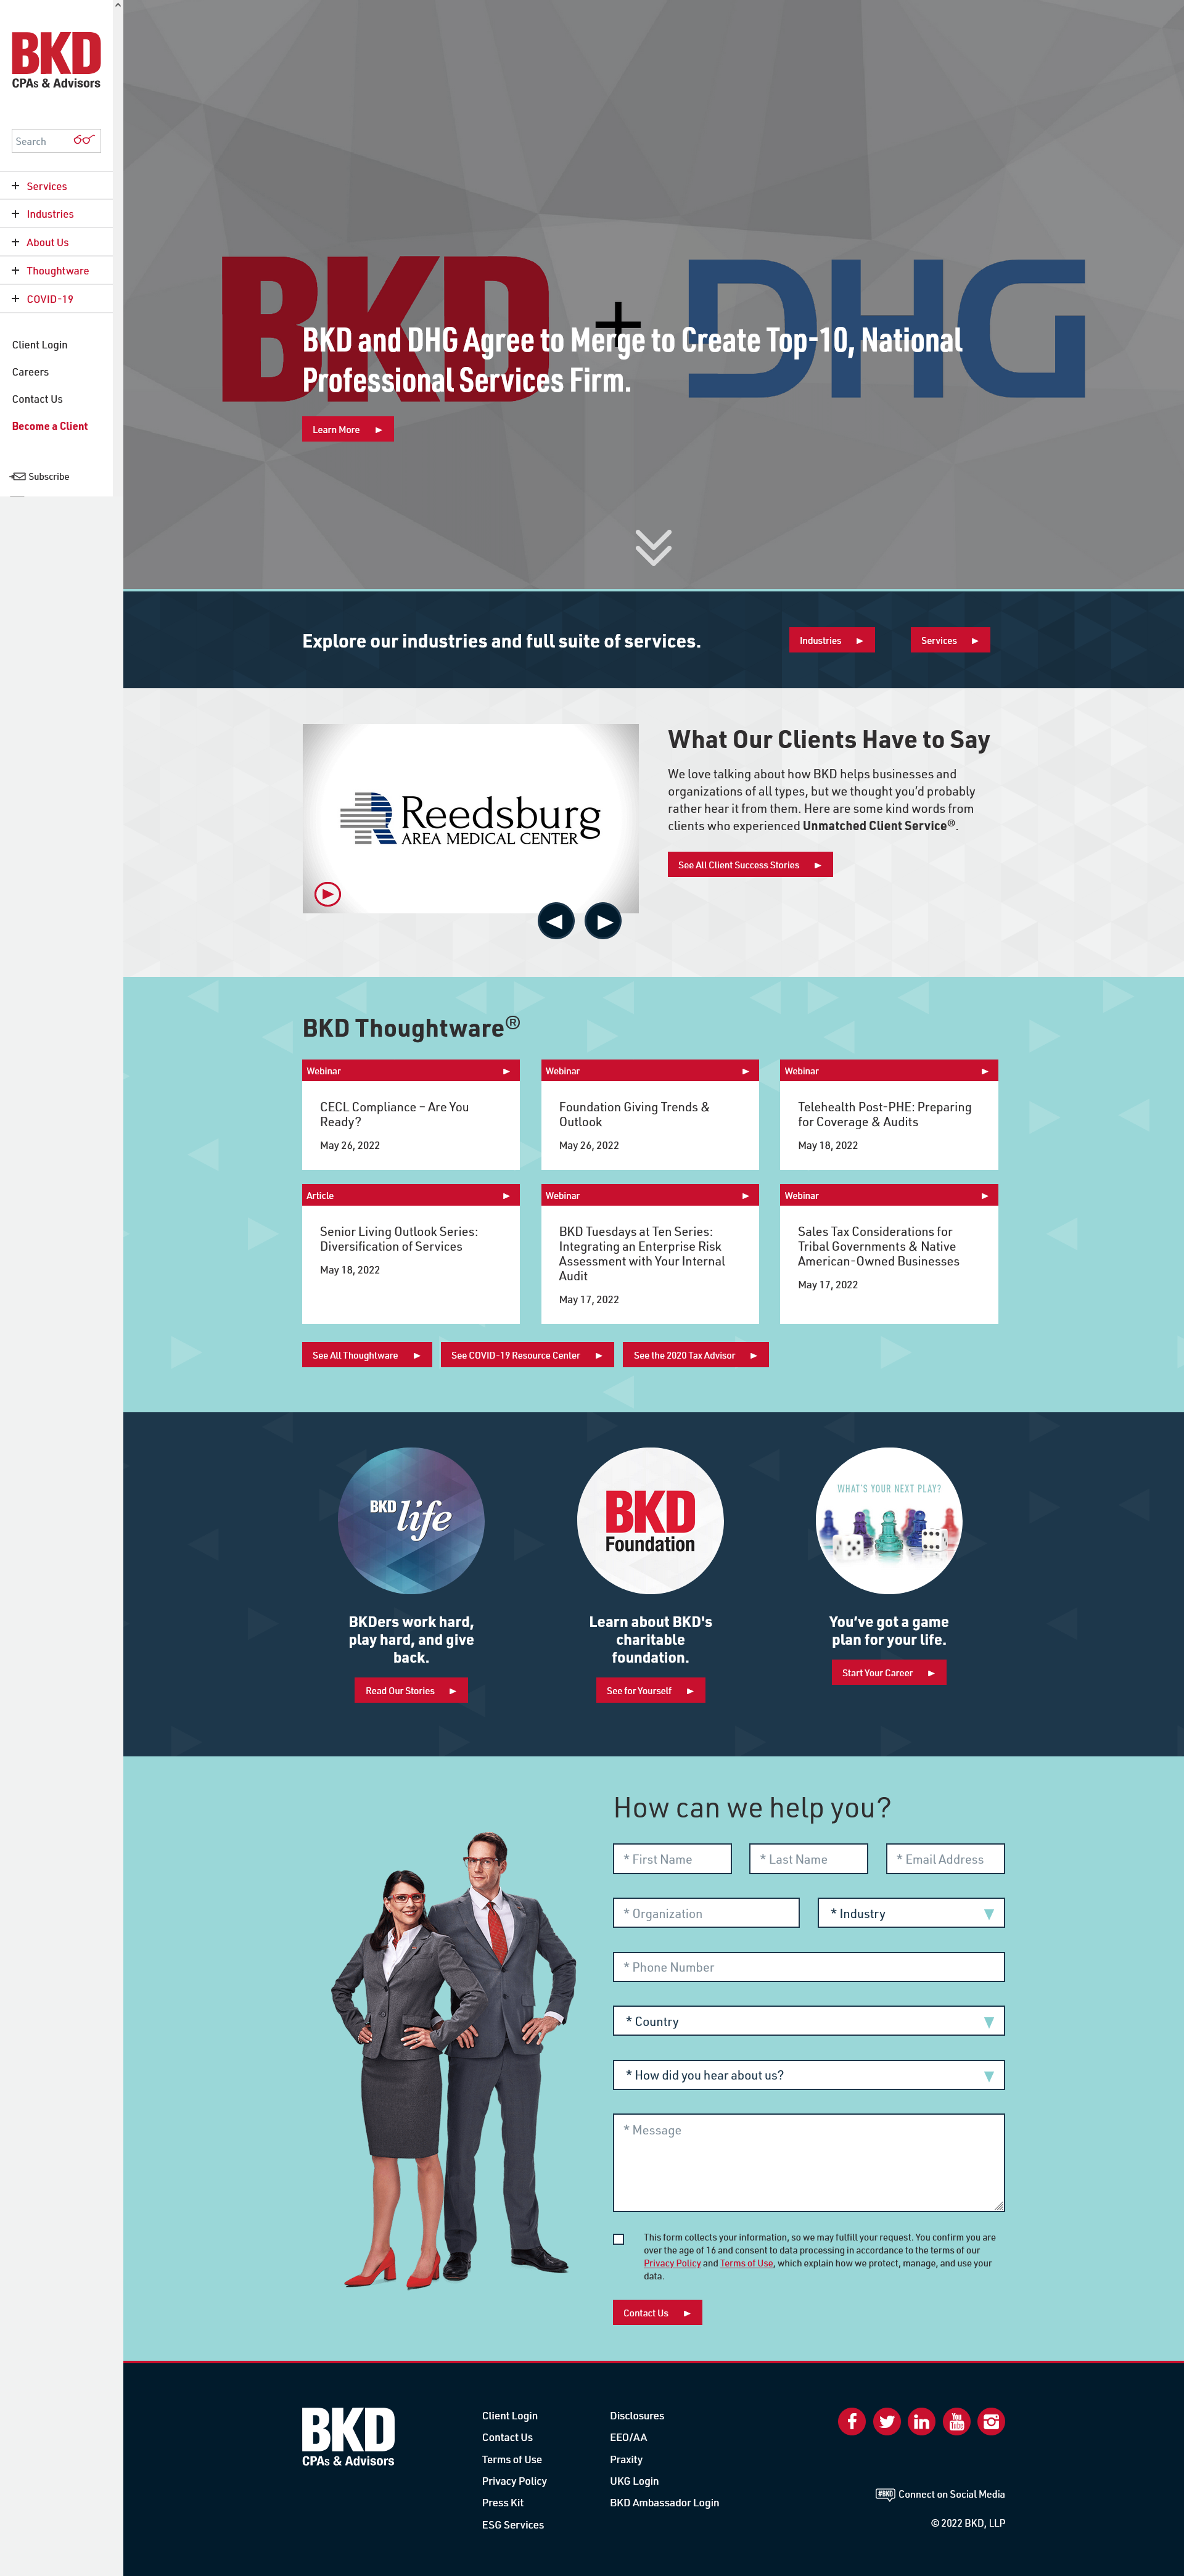 BKD
CPAs & Advisors
Search
Services
Industries
About Us
Thoughtware
COVID-19
Client Login
Careers
Contact Us
Become a Client
Subscribe
BKD + DHG
BKD and DHG Agree to Merge to Create Top-10, National
Professional Services Firm.
Learn More
Explore our industries and full suite of services.
Industries
Services
Reedsburg
AREA MEDICAL CENTER
What Our Clients Have to Say
We love talking about how BKD helps businesses and
organizations of all types, but we thought you’d probably
rather hear it from them. Here are some kind words from
clients who experienced Unmatched Client Service®.
See All Client Success Stories
BKD Thoughtware®
Webinar
CECL Compliance – Are You
Ready?
May 26, 2022
Webinar
Foundation Giving Trends &
Outlook
May 26, 2022
Webinar
Telehealth Post-PHE: Preparing
for Coverage & Audits
May 18, 2022
Article
Senior Living Outlook Series:
Diversification of Services
May 18, 2022
Webinar
BKD Tuesdays at Ten Series:
Integrating an Enterprise Risk
Assessment with Your Internal
Audit
May 17, 2022
Webinar
Sales Tax Considerations for
Tribal Governments & Native
American-Owned Businesses
May 17, 2022
See All Thoughtware
See COVID-19 Resource Center
See the 2020 Tax Advisor
BKD life
BKDers work hard,
play hard, and give
back.
Read Our Stories
BKD
Foundation
Learn about BKD's
charitable
foundation.
See for Yourself
WHAT'S YOUR NEXT PLAY?
You’ve got a game
plan for your life.
Start Your Career
How can we help you?
* First Name
* Last Name
* Email Address
* Organization
* Industry
* Phone Number
* Country
* How did you hear about us?
* Message
This form collects your information, so we may fulfill your request. You confirm you are
over the age of 16 and consent to data processing in accordance to the terms of our
Privacy Policy and Terms of Use, which explain how we protect, manage, and use your
data.
Contact Us
BKD
CPAs & Advisors
Client Login
Contact Us
Terms of Use
Privacy Policy
Press Kit
ESG Services
Disclosures
EEO/AA
Praxity
UKG Login
BKD Ambassador Login
You Tube
#BKD Connect on Social Media
© 2022 BKD, LLP